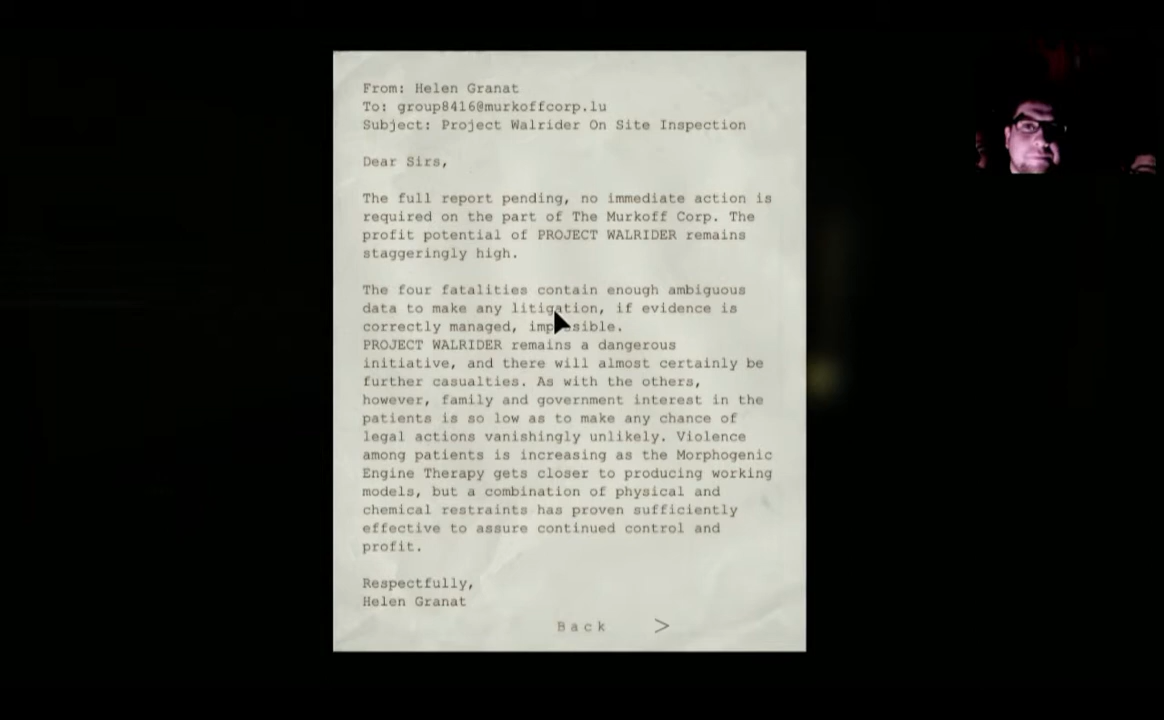 From: Helen Granat
To: group8416@murkoffcorp.lu
Subject: Project Walrider On Site Inspection
Dear Sirs,
The full report pending, no immediate action is
required on the part of The Murkoff Corp. The
profit potential of PROJECT WALRIDER remains
staggeringly high.
The four fatalities contain enough ambiguous
data to make any litigation, if evidence is
correctly managed, impossible.
PROJECT WALRIDER remains a dangerous
initiative, and there will almost certainly be
further casualties. As with the others,
however, family and government interest in the
patients is so low as to make any chance of
legal actions vanishingly unlikely. Violence
among patients is increasing as the Morphogenic
Engine Therapy gets closer to producing working
models, but a combination of physical and
chemical restraints has proven sufficiently
effective to assure continued control and
profit.
Respectfully,
Helen Granat
Back >